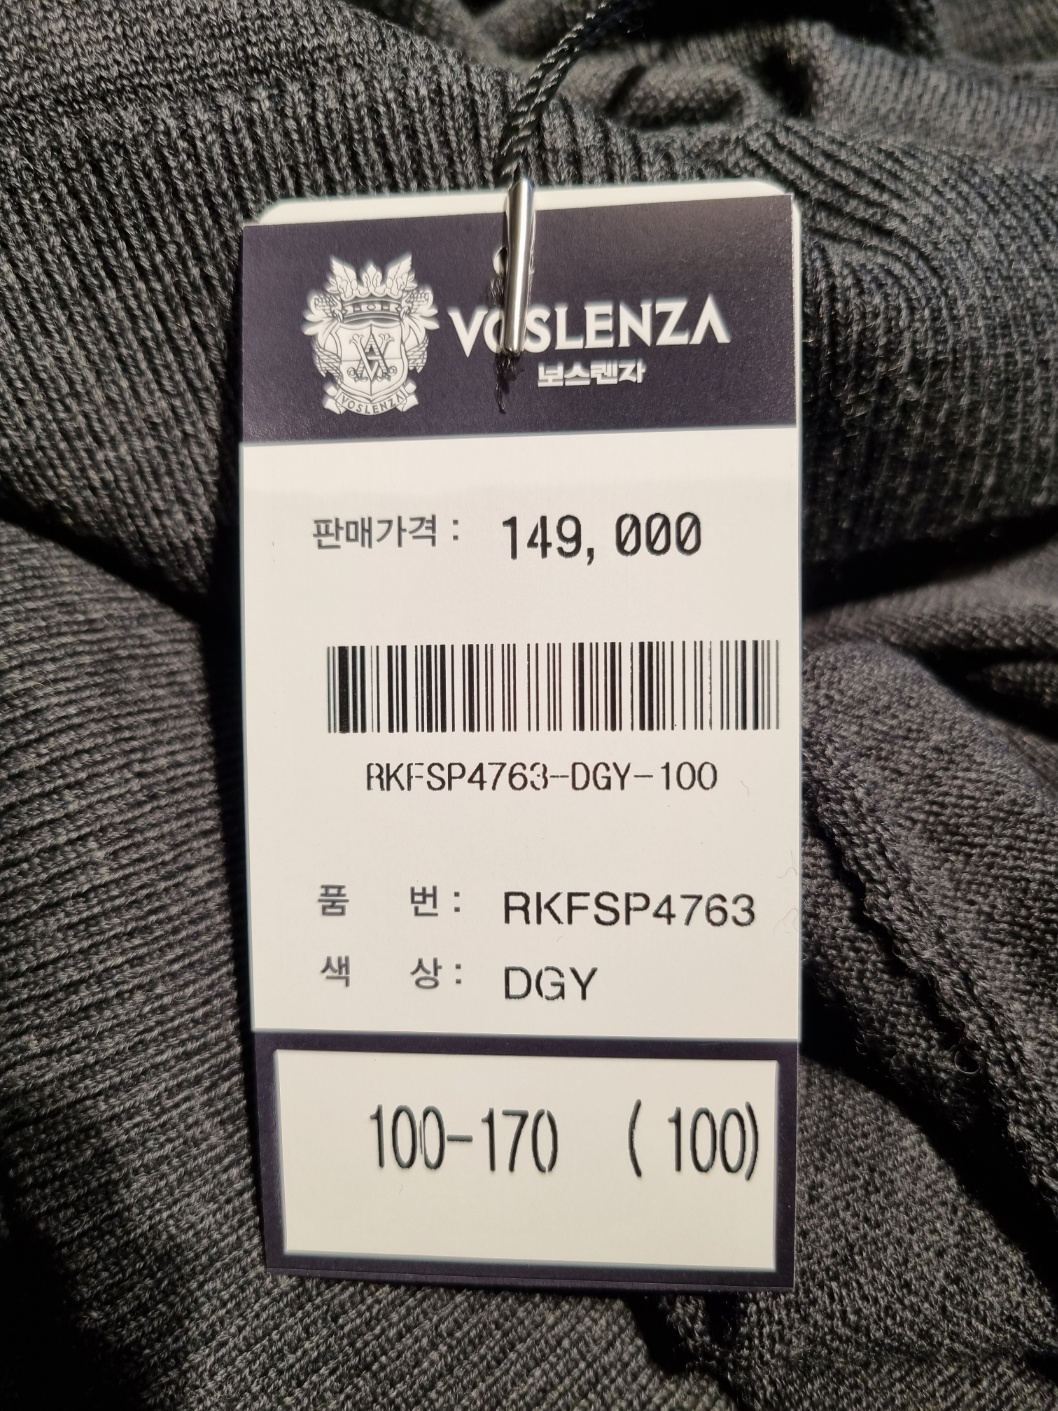 VOSLENZA
보스렌자
VOSLENZA
판매가격 : 149,000
RKFSP4763-DGY-100
품 번 : RKFSP4763
색 상 : DGY
100-170 ( 100)